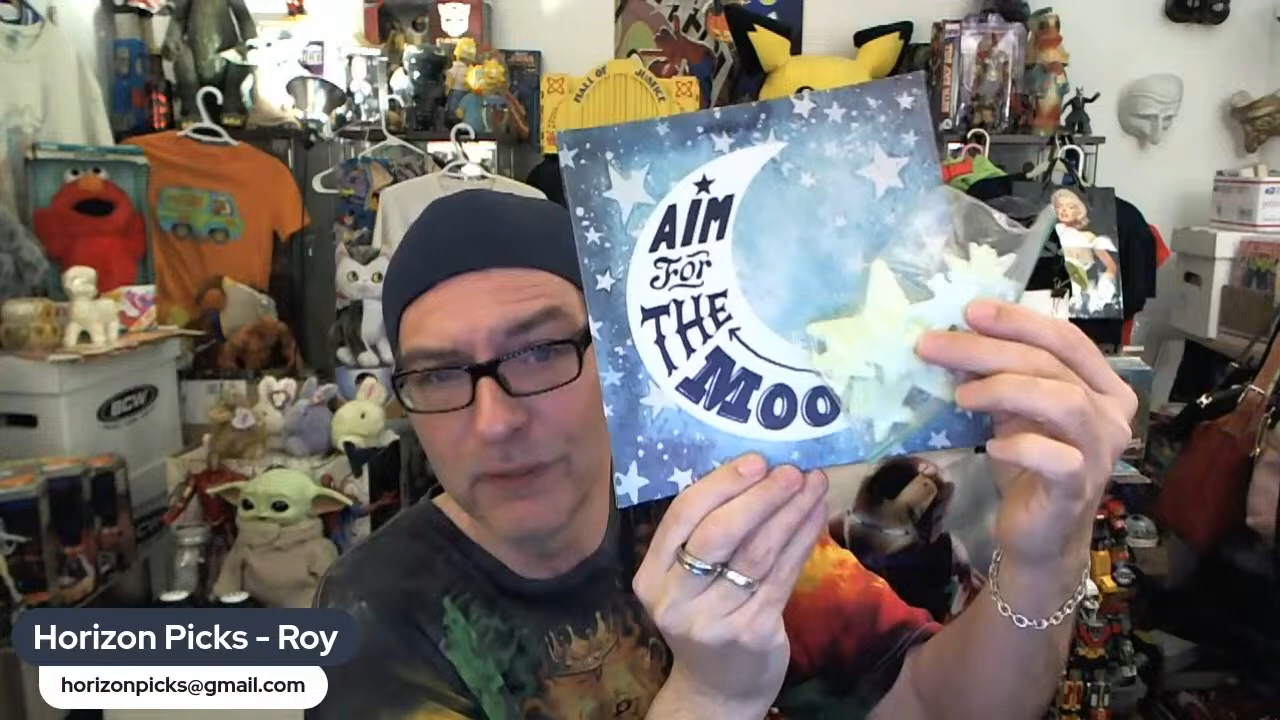 HALL OF JUSTICE
AIM
FOR
THE
MOO
BCW
Horizon Picks - Roy
horizonpicks@gmail.com